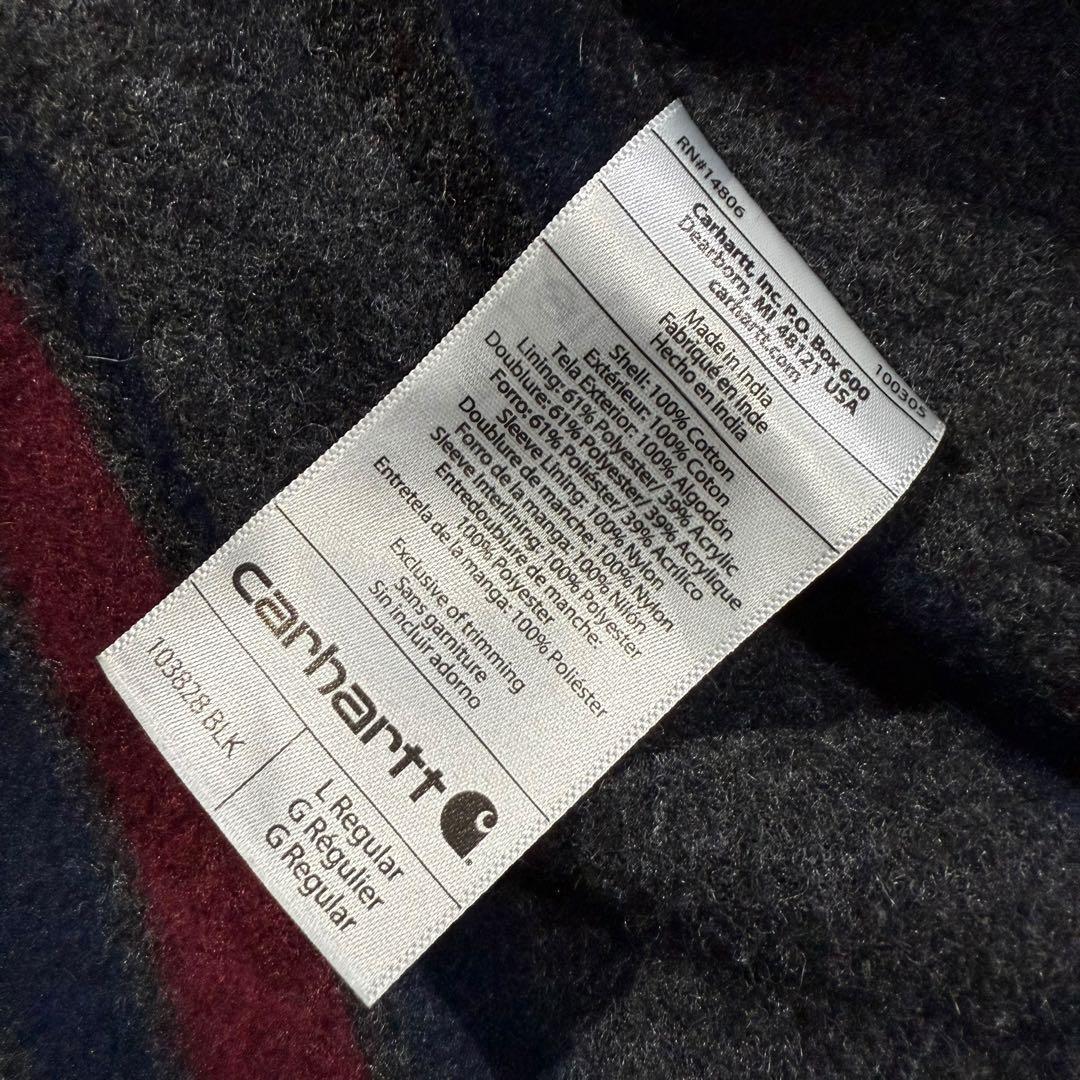 RN#14806
100305
Carhartt, Inc. P.O. Box 600
Dearborn, MI 48121 USA
carhartt.com
Made in India
Fabriqué en Inde
Hecho en India
Shell: 100% Cotton
Extérieur: 100% Coton
Tela Exterior: 100% Algodón
Lining: 61% Polyester/ 39% Acrylic
Doublure: 61% Polyester/ 39% Acrylique
Forro: 61% Poliéster/ 39% Acrílico
Sleeve Lining: 100% Nylon
Doublure de manche: 100% Nylon
Forro de la manga: 100% Nilón
Sleeve Interlining: 100% Polyester
Entredoublure de manche:
100% Polyester
Entretela de la manga: 100% Poliéster
Exclusive of trimming
Sans garniture
Sin incluir adorno
carhartt
103828 BLK
L Regular
G Régulier
G Regular